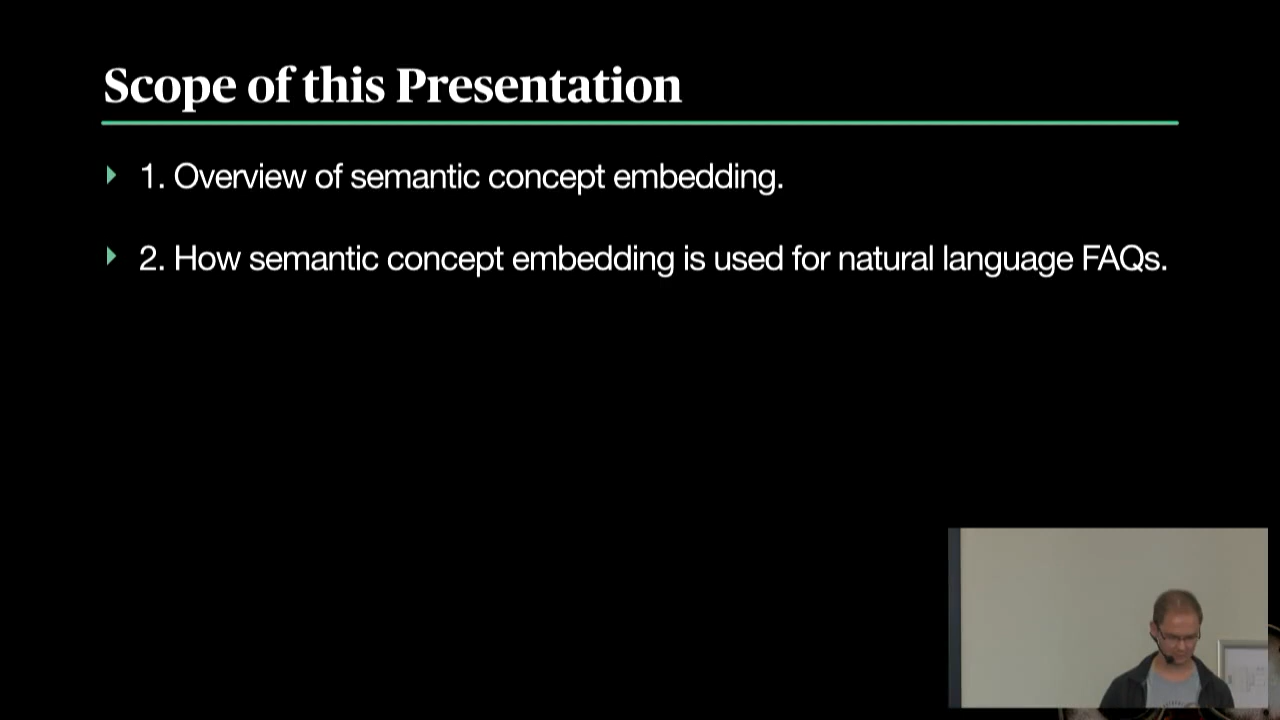 Scope of this Presentation
1. Overview of semantic concept embedding.
2. How semantic concept embedding is used for natural language FAQs.